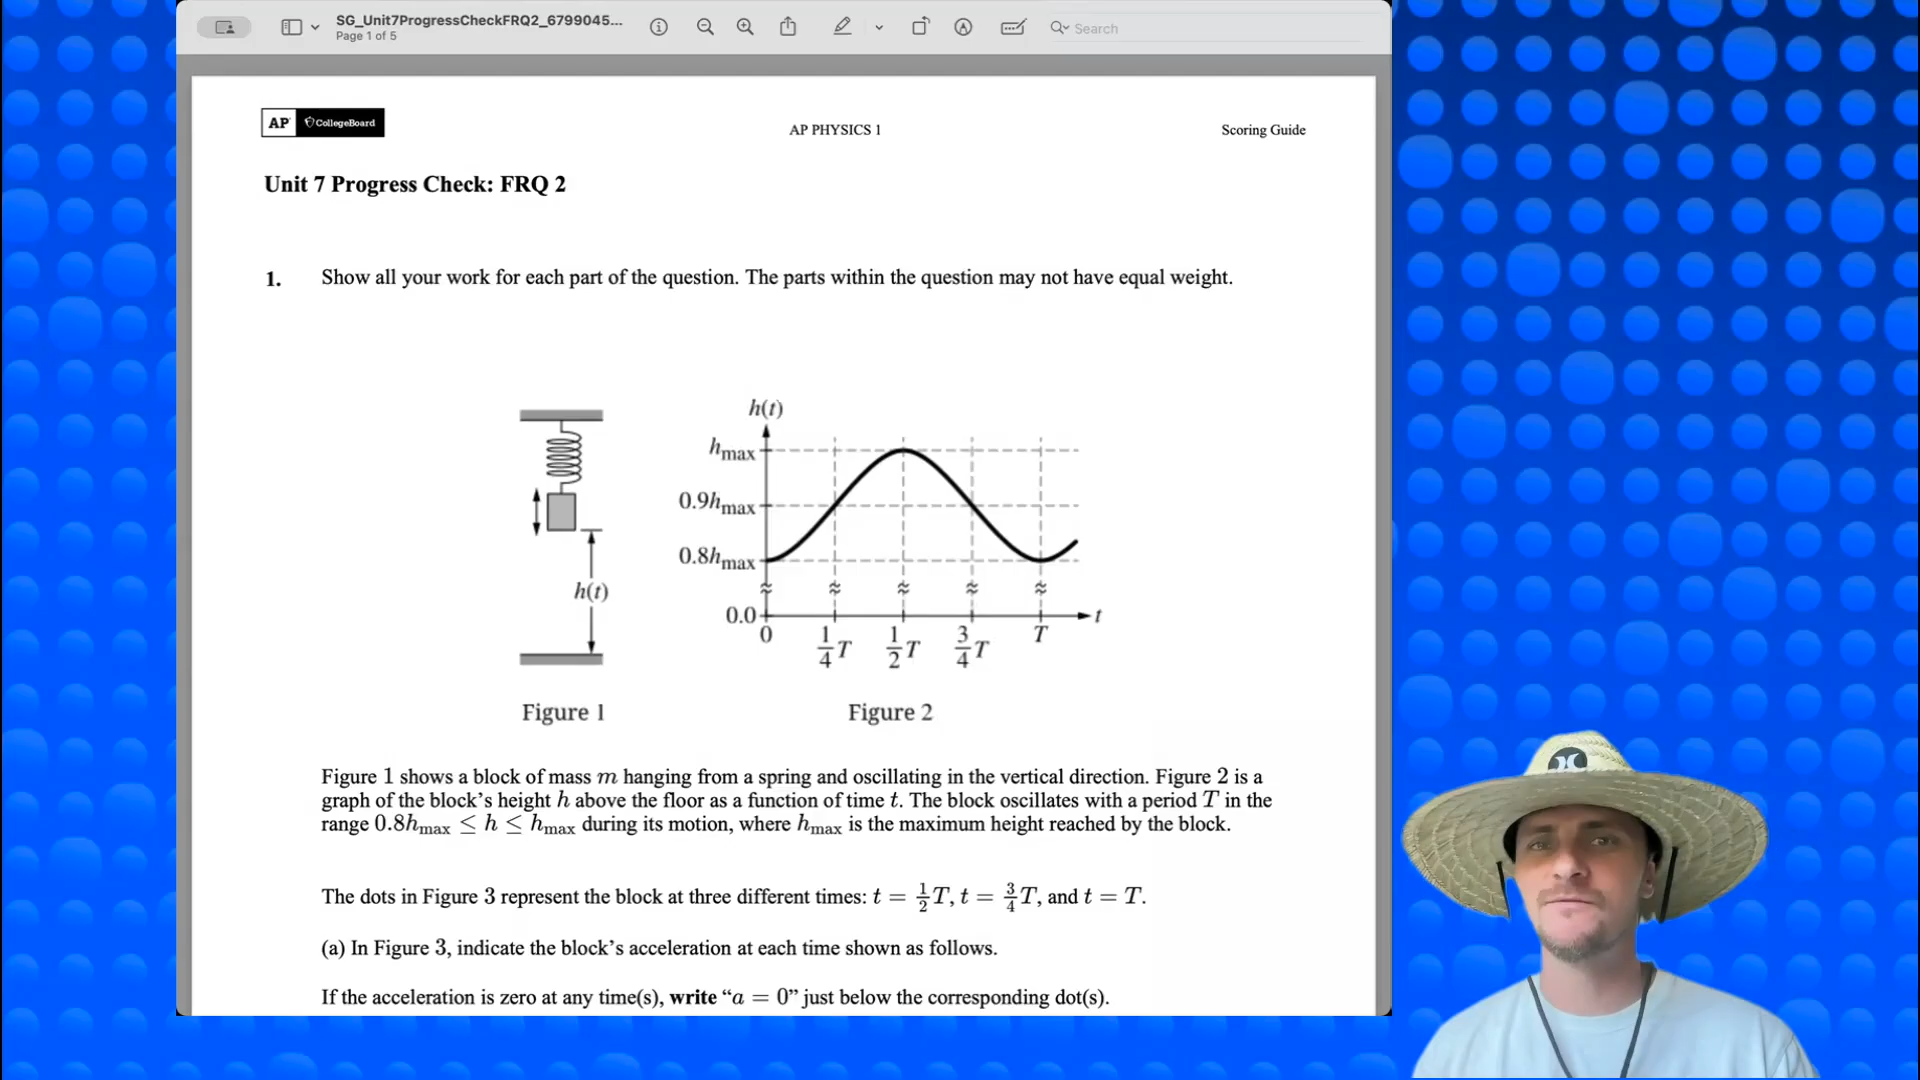 SG_Unit7ProgressCheckFRQ2_6799045...
Page 1 of 5
Search
AP CollegeBoard
AP PHYSICS 1
Scoring Guide
Unit 7 Progress Check: FRQ 2
1. Show all your work for each part of the question. The parts within the question may not have equal weight.
h(t)
Figure 1
h(t)
hmax
0.9hmax
0.8hmax
0.0
0 1/4 T 1/2 T 3/4 T T t
Figure 2
Figure 1 shows a block of mass m hanging from a spring and oscillating in the vertical direction. Figure 2 is a
graph of the block’s height h above the floor as a function of time t. The block oscillates with a period T in the
range 0.8hmax ≤ h ≤ hmax during its motion, where hmax is the maximum height reached by the block.
The dots in Figure 3 represent the block at three different times: t = 1/2 T, t = 3/4 T, and t = T.
(a) In Figure 3, indicate the block’s acceleration at each time shown as follows.
If the acceleration is zero at any time(s), write “a = 0” just below the corresponding dot(s).